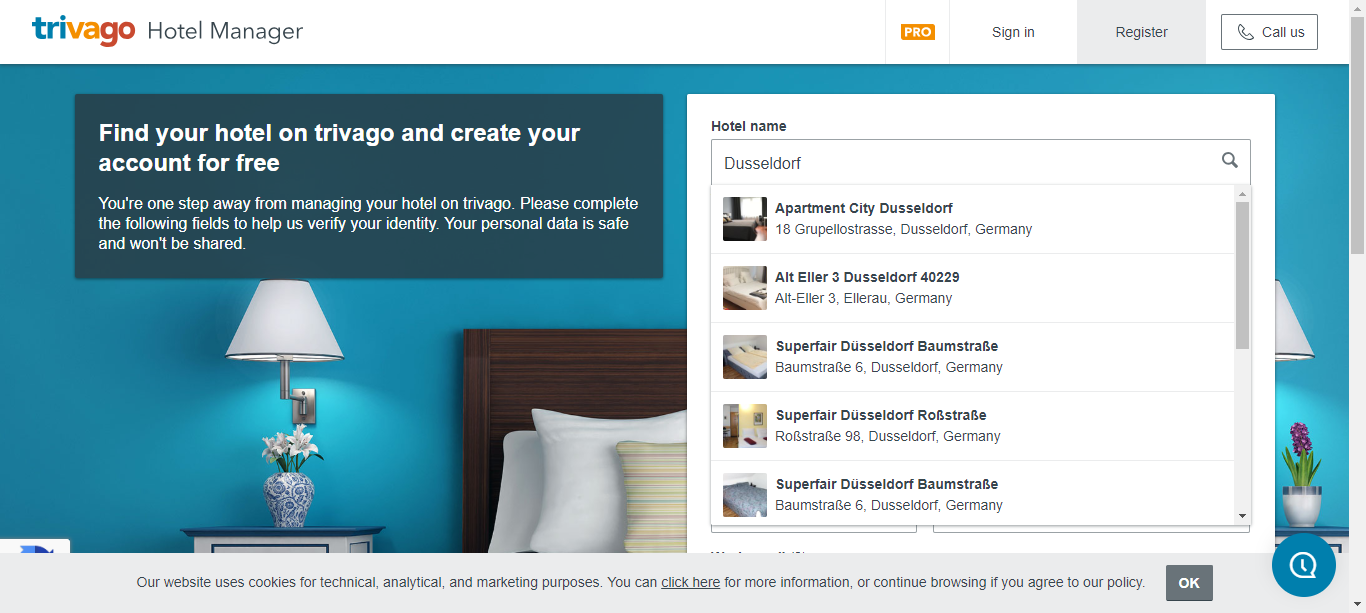 trivago Hotel Manager
PRO
Sign in
Register
Call us
Find your hotel on trivago and create your
account for free
You're one step away from managing your hotel on trivago. Please complete
the following fields to help us verify your identity. Your personal data is safe
and won't be shared.
Hotel name
Dusseldorf
Apartment City Dusseldorf
18 Grupellostrasse, Dusseldorf, Germany
Alt Eller 3 Dusseldorf 40229
Alt-Eller 3, Ellerau, Germany
Superfair Düsseldorf Baumstraße
Baumstraße 6, Dusseldorf, Germany
Superfair Düsseldorf Roßstraße
Roßstraße 98, Dusseldorf, Germany
Superfair Düsseldorf Baumstraße
Baumstraße 6, Dusseldorf, Germany
Our website uses cookies for technical, analytical, and marketing purposes. You can click here for more information, or continue browsing if you agree to our policy.
OK